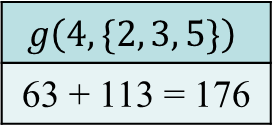 g(4, {2, 3, 5})
63 + 113 = 176